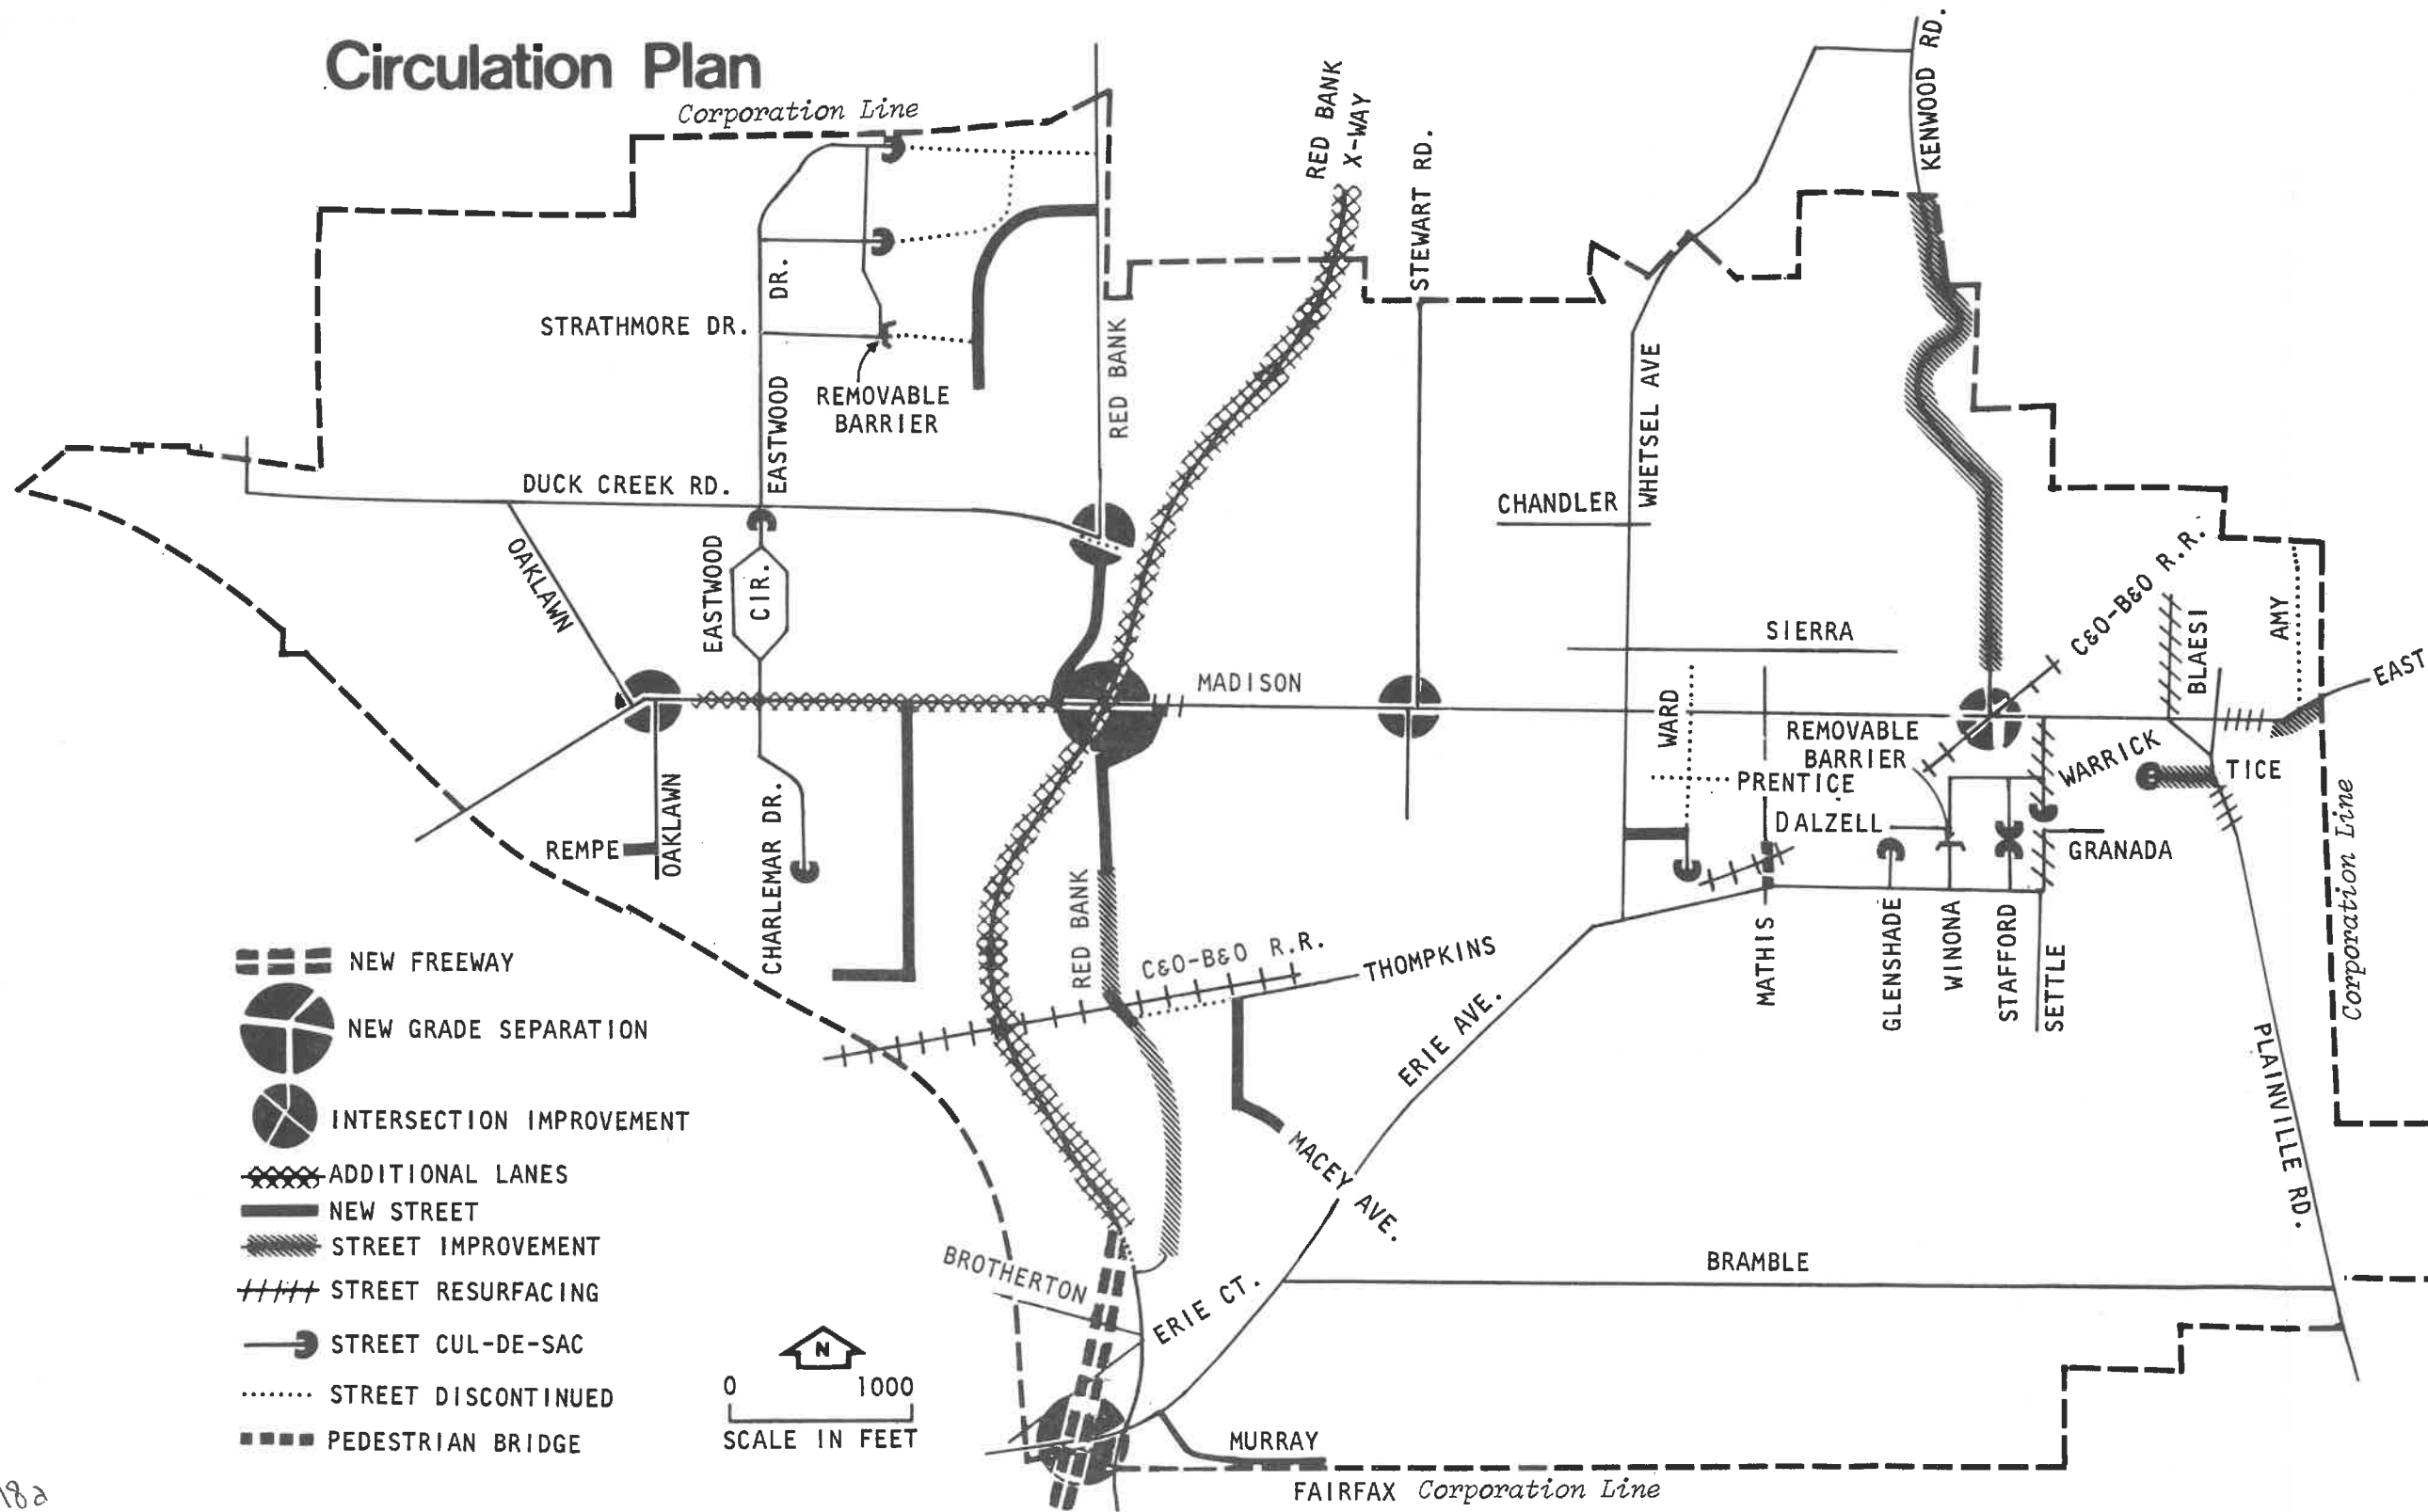 Circulation Plan
Corporation Line
RED BANK
X-WAY
STEWART RD.
KENWOOD RD.
STRATHMORE DR.
EASTWOOD DR.
REMOVABLE
BARRIER
RED BANK
WHETSEL AVE
DUCK CREEK RD.
CHANDLER
OAKLAWN
EASTWOOD
CIR.
SIERRA
C&O-B&O R.R.
BLAESI
AMY
EAST
MADISON
WARD
REMOVABLE
BARRIER
WARRICK
TICE
PRENTICE
DALZELL
GRANADA
REMPE
OAKLAWN
CHARLEMAR DR.
RED BANK
C&O-B&O R.R.
THOMPKINS
MATHIS
GLENSHADE
WINONA
STAFFORD
SETTLE
Corporation Line
ERIE AVE.
MACEY AVE.
PLAINVILLE RD.
BROTHERTON
ERIE CT.
BRAMBLE
MURRAY
FAIRFAX Corporation Line
NEW FREEWAY
NEW GRADE SEPARATION
INTERSECTION IMPROVEMENT
ADDITIONAL LANES
NEW STREET
STREET IMPROVEMENT
STREET RESURFACING
STREET CUL-DE-SAC
STREET DISCONTINUED
PEDESTRIAN BRIDGE
N
0 1000
SCALE IN FEET
18a